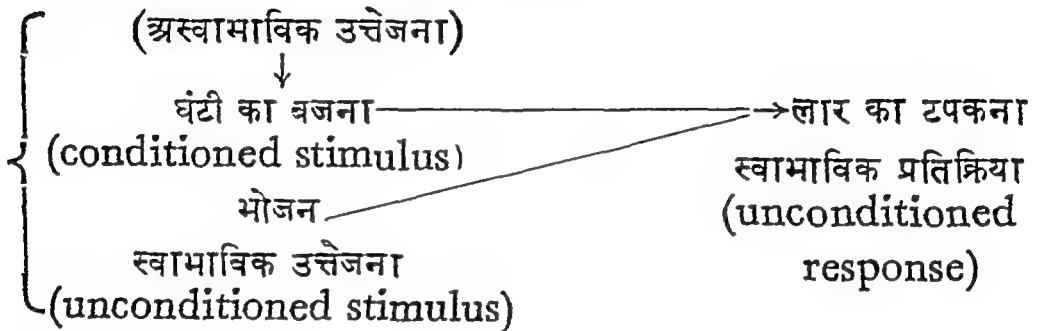 (अस्वाभाविक उत्तेजना)
घंटी का बजना
(conditioned stimulus)
भोजन
स्वाभाविक उत्तेजना
(unconditioned stimulus)
लार का टपकना
स्वाभाविक प्रतिक्रिया
(unconditioned
response)